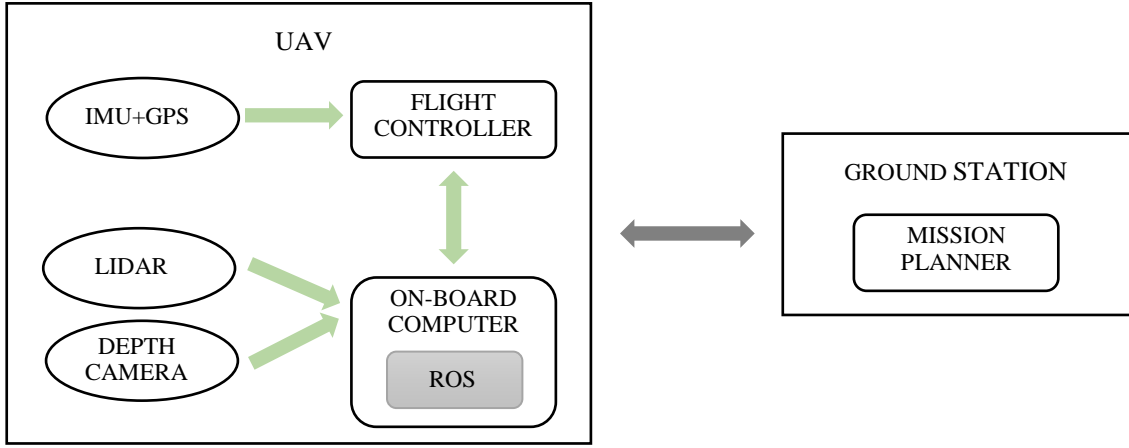 UAV
IMU+GPS
FLIGHT
CONTROLLER
LIDAR
DEPTH
CAMERA
ON-BOARD
COMPUTER
ROS
GROUND STATION
MISSION
PLANNER